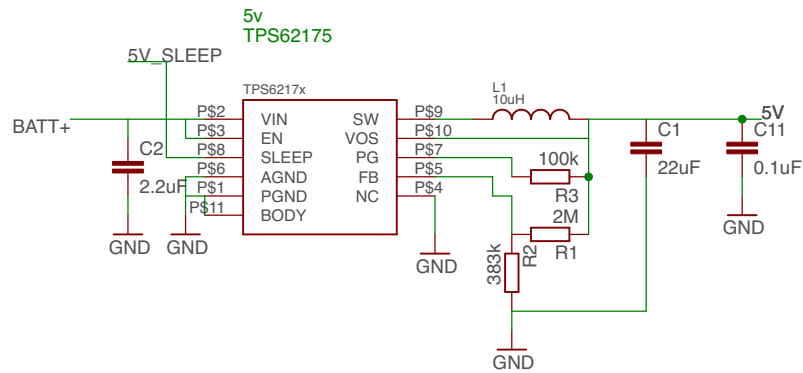 5v
TPS62175
5V_SLEEP
TPS6217x
L1
10uH
BATT+
P$2
VIN
SW
P$9
5V
P$3
EN
VOS
P$10
C1
C11
C2
P$8
SLEEP
PG
P$7
100k
22uF
0.1uF
P$6
AGND
FB
P$5
2.2uF
P$1
PGND
NC
P$4
R3
P$11
BODY
2M
R1
R2
383k
GND
GND
GND
GND
GND